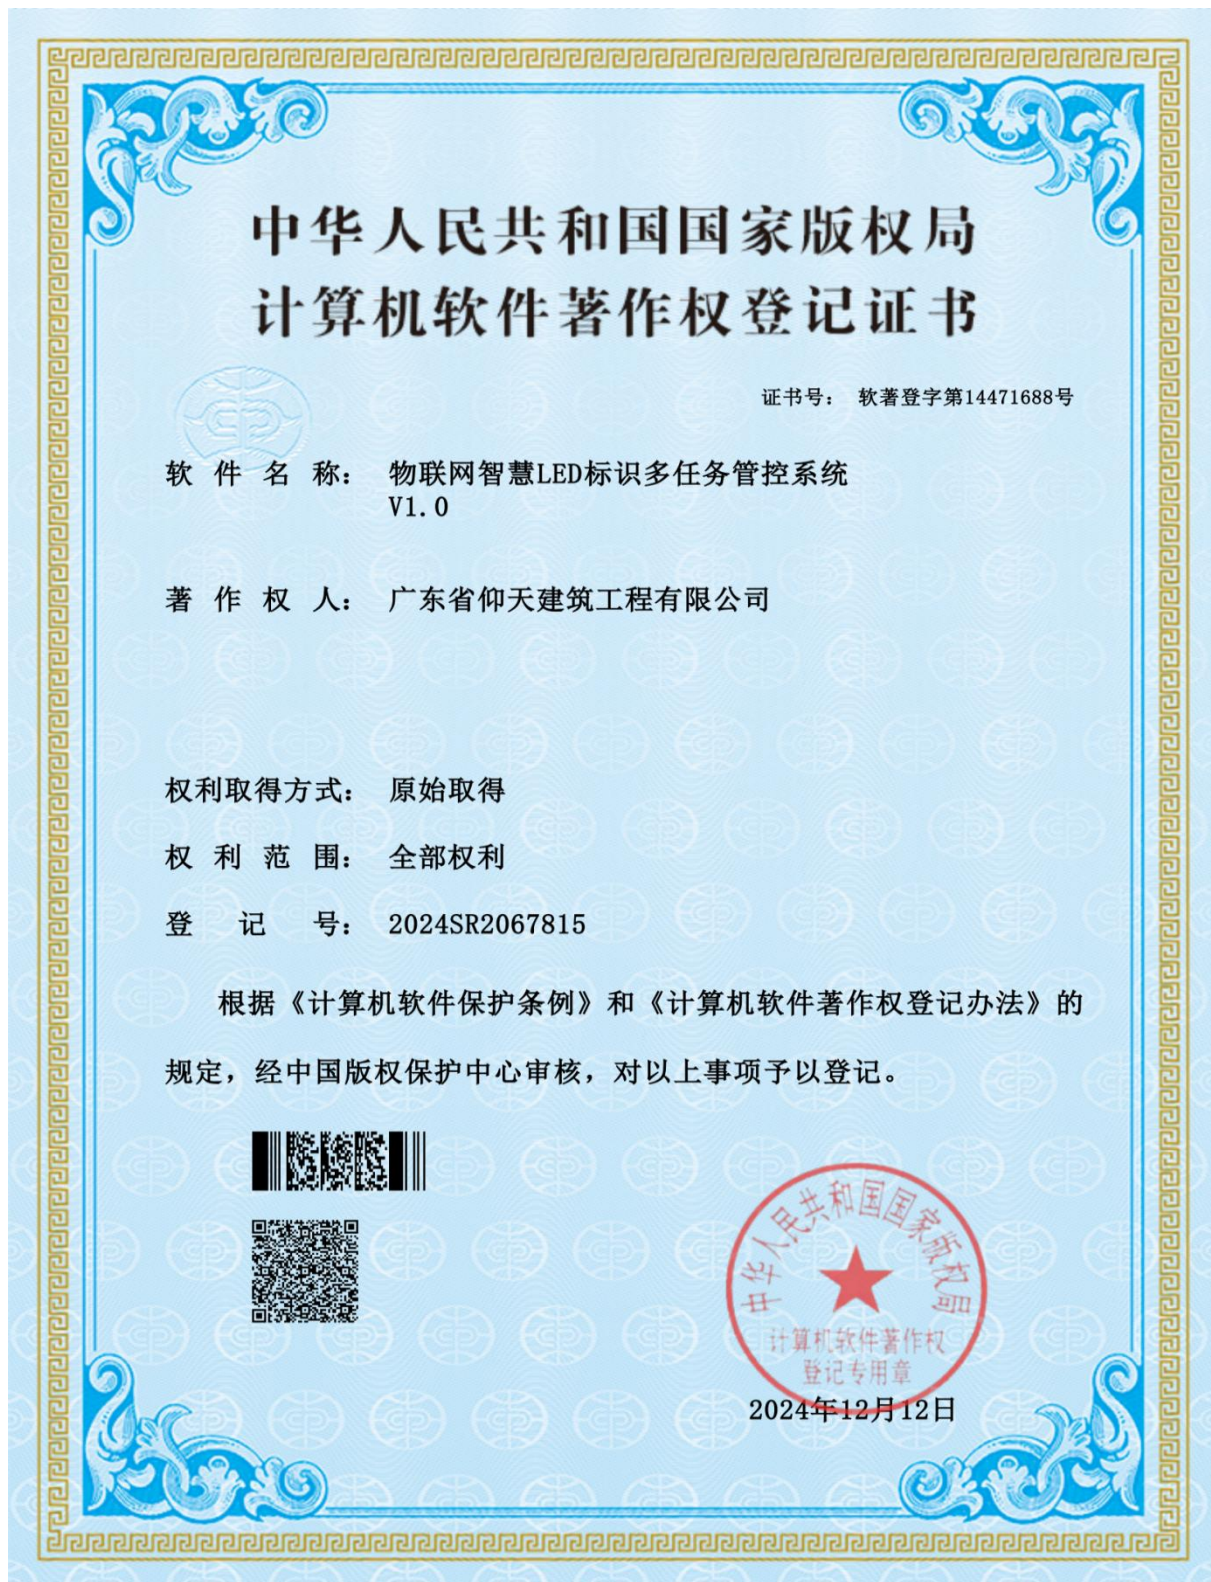 中华人民共和国国家版权局
计算机软件著作权登记证书
证书号： 软著登字第14471688号
软件名称： 物联网智慧LED标识多任务管控系统
V1.0
著作权人： 广东省仰天建筑工程有限公司
权利取得方式： 原始取得
权利范围： 全部权利
登记号： 2024SR2067815
根据《计算机软件保护条例》和《计算机软件著作权登记办法》的
规定，经中国版权保护中心审核，对以上事项予以登记。
中华人民共和国国家版权局
计算机软件著作权
登记专用章
2024年12月12日